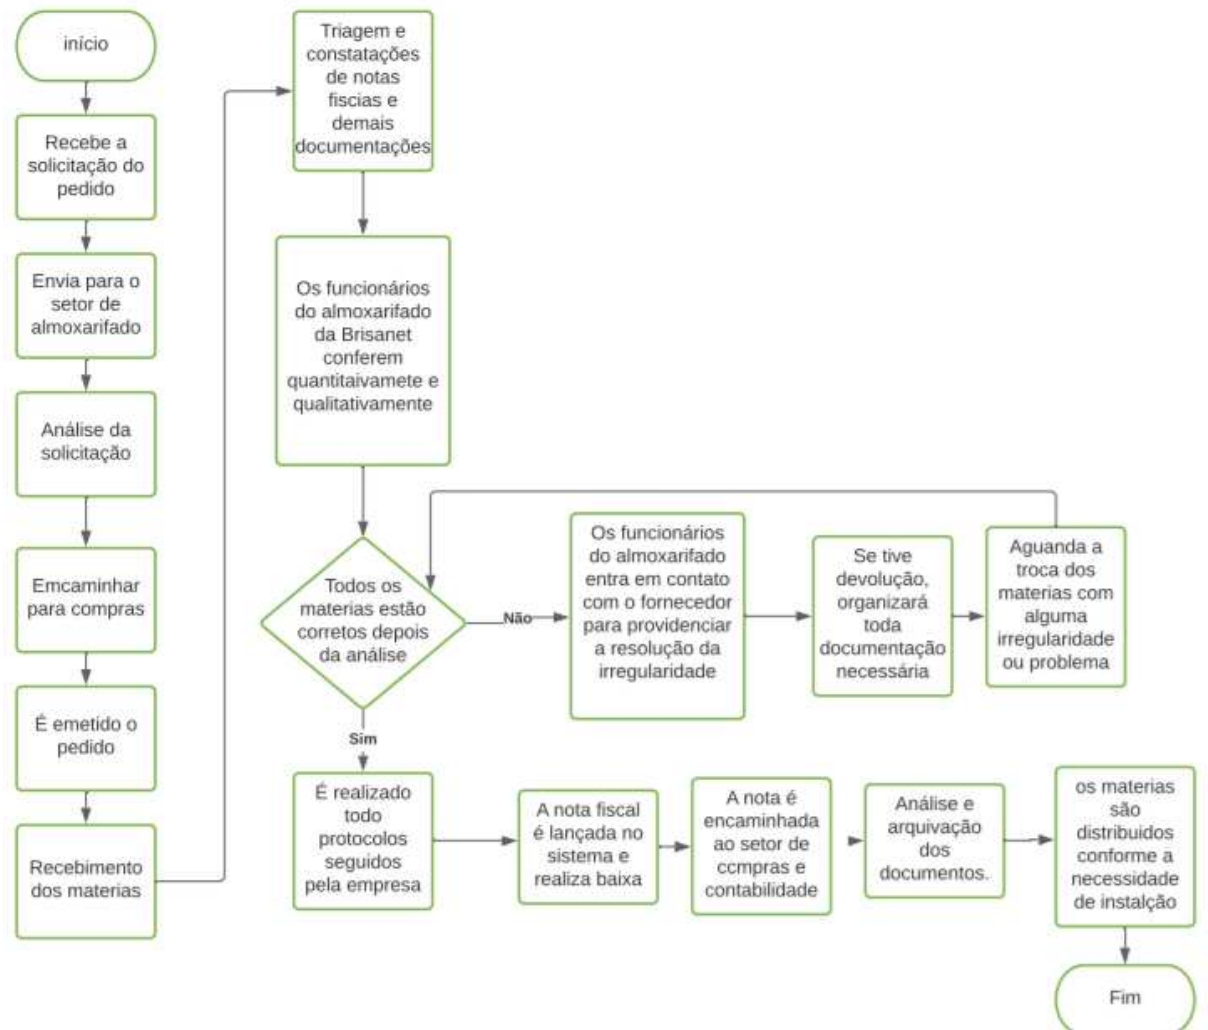 início
Recebe a
solicitação do
pedido
Envia para o
setor de
almoxarifado
Análise da
solicitação
Emcaminhar
para compras
É emetido o
pedido
Recebimento
dos materias
Triagem e
constatações
de notas
fiscias e
demais
documentações
Os funcionários
do almoxarifado
da Brisanet
conferem
quantitaivamete e
qualitativamente
Todos os
materias estão
corretos depois
da análise
Não
Os funcionários
do almoxarifado
entra em contato
com o fornecedor
para providenciar
a resolução da
irregularidade
Se tive
devolução,
organizará
toda
documentação
necessária
Aguanda a
troca dos
materias com
alguma
irregularidade
ou problema
Sim
É realizado
todo
protocolos
seguidos
pela empresa
A nota fiscal
é lançada no
sistema e
realiza baixa
A nota é
encaminhada
ao setor de
ccmpras e
contabilidade
Análise e
arquivação
dos
documentos.
os materias
são
distribuidos
conforme a
necessidade
de instalção
Fim